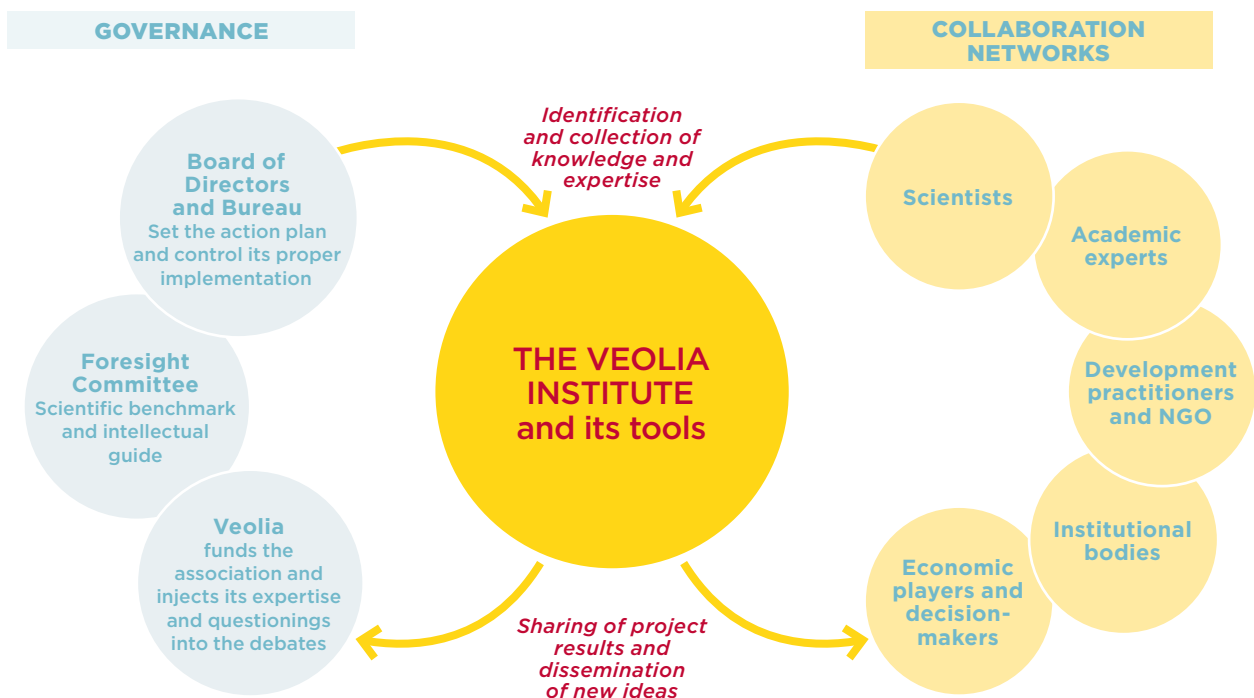 GOVERNANCE
COLLABORATION
NETWORKS
Identification
and collection of
knowledge and
expertise
Board of
Directors
and Bureau
Set the action plan
and control its proper
implementation
Foresight
Committee
Scientific benchmark
and intellectual
guide
Veolia
funds the
association and
injects its expertise
and questionings
into the debates
THE VEOLIA
INSTITUTE
and its tools
Sharing of project
results and
dissemination
of new ideas
Scientists
Academic
experts
Development
practitioners
and NGO
Institutional
bodies
Economic
players and
decision-
makers